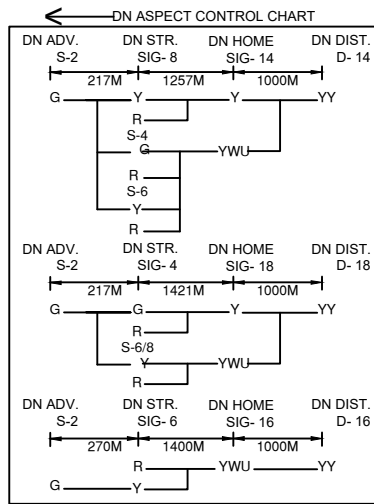 DN ASPECT CONTROL CHART
DN ADV. DN STR. DN HOME DN DIST.
S-2 SIG- 8 SIG- 14 D- 14
217M 1257M 1000M
G Y Y YY
R
S-4
G YWU
R
S-6
Y
R
DN ADV. DN STR. DN HOME DN DIST.
S-2 SIG- 4 SIG- 18 D- 18
217M 1421M 1000M
G G Y YY
R
S-6/8
Y YWU
R
DN ADV. DN STR. DN HOME DN DIST.
S-2 SIG- 6 SIG- 16 D- 16
270M 1400M 1000M
R YWU YY
G Y